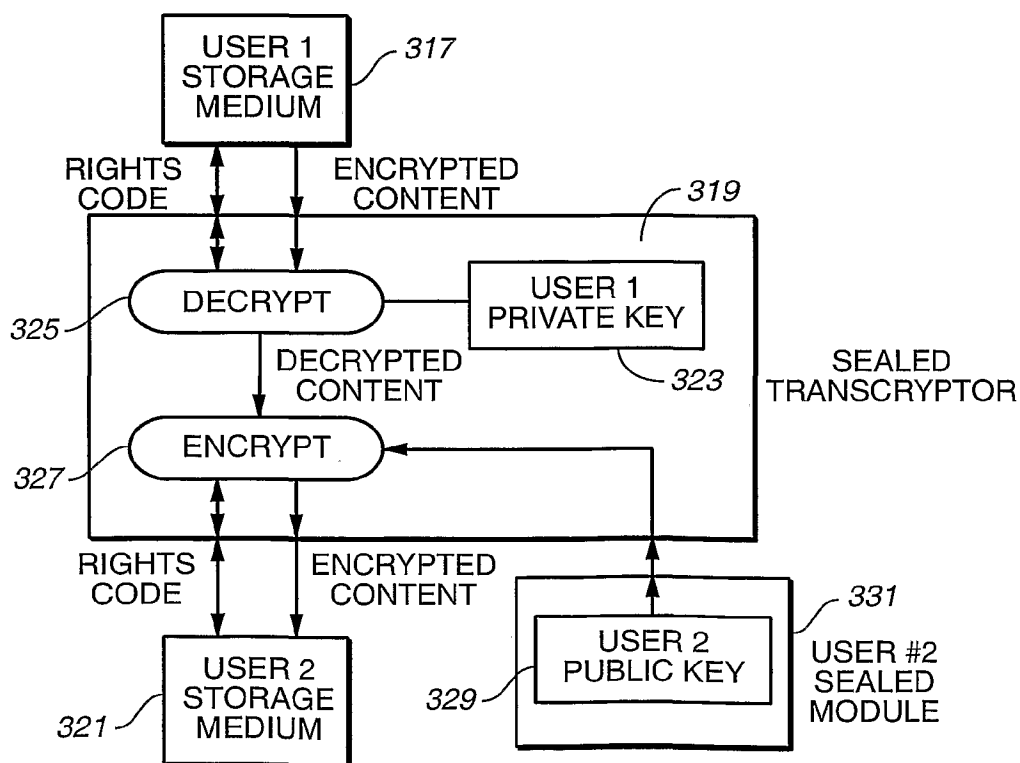 USER 1
STORAGE
MEDIUM
317
RIGHTS
CODE
ENCRYPTED
CONTENT
319
DECRYPT
325
USER 1
PRIVATE KEY
323
DECRYPTED
CONTENT
SEALED
TRANSCRYPTOR
ENCRYPT
327
RIGHTS
CODE
ENCRYPTED
CONTENT
331
USER 2
PUBLIC KEY
329
USER #2
SEALED
MODULE
USER 2
STORAGE
MEDIUM
321